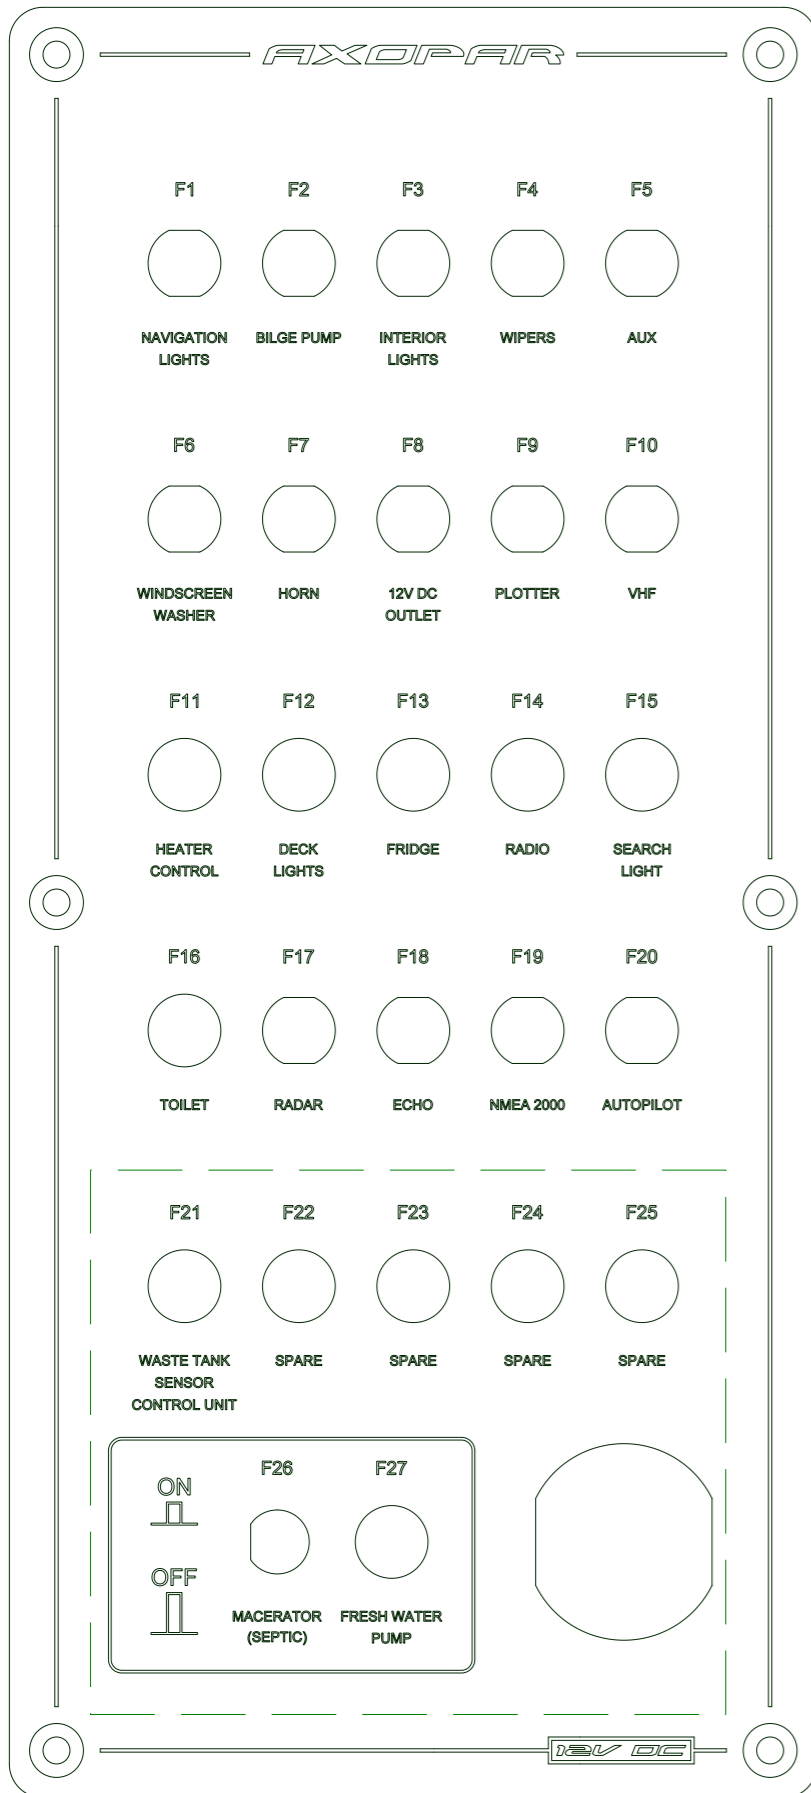 AXOPAR
F1 F2 F3 F4 F5
NAVIGATION LIGHTS BILGE PUMP INTERIOR LIGHTS WIPERS AUX
F6 F7 F8 F9 F10
WINDSCREEN WASHER HORN 12V DC OUTLET PLOTTER VHF
F11 F12 F13 F14 F15
HEATER CONTROL DECK LIGHTS FRIDGE RADIO SEARCH LIGHT
F16 F17 F18 F19 F20
TOILET RADAR ECHO NMEA 2000 AUTOPILOT
F21 F22 F23 F24 F25
WASTE TANK SENSOR CONTROL UNIT SPARE SPARE SPARE SPARE
F26 F27
ON
OFF
MACERATOR (SEPTIC) FRESH WATER PUMP
12V DC